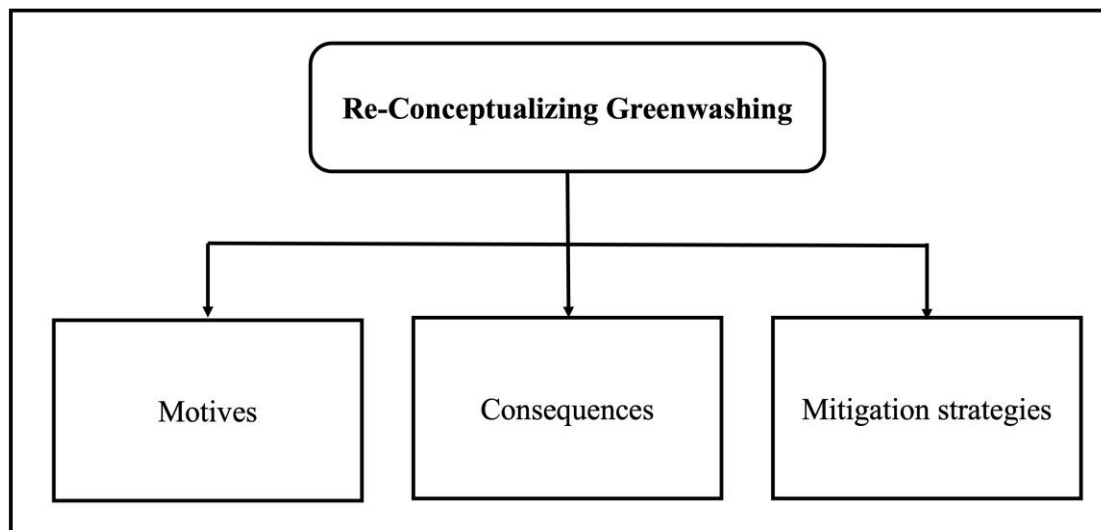 Re-Conceptualizing Greenwashing
Motives
Consequences
Mitigation strategies